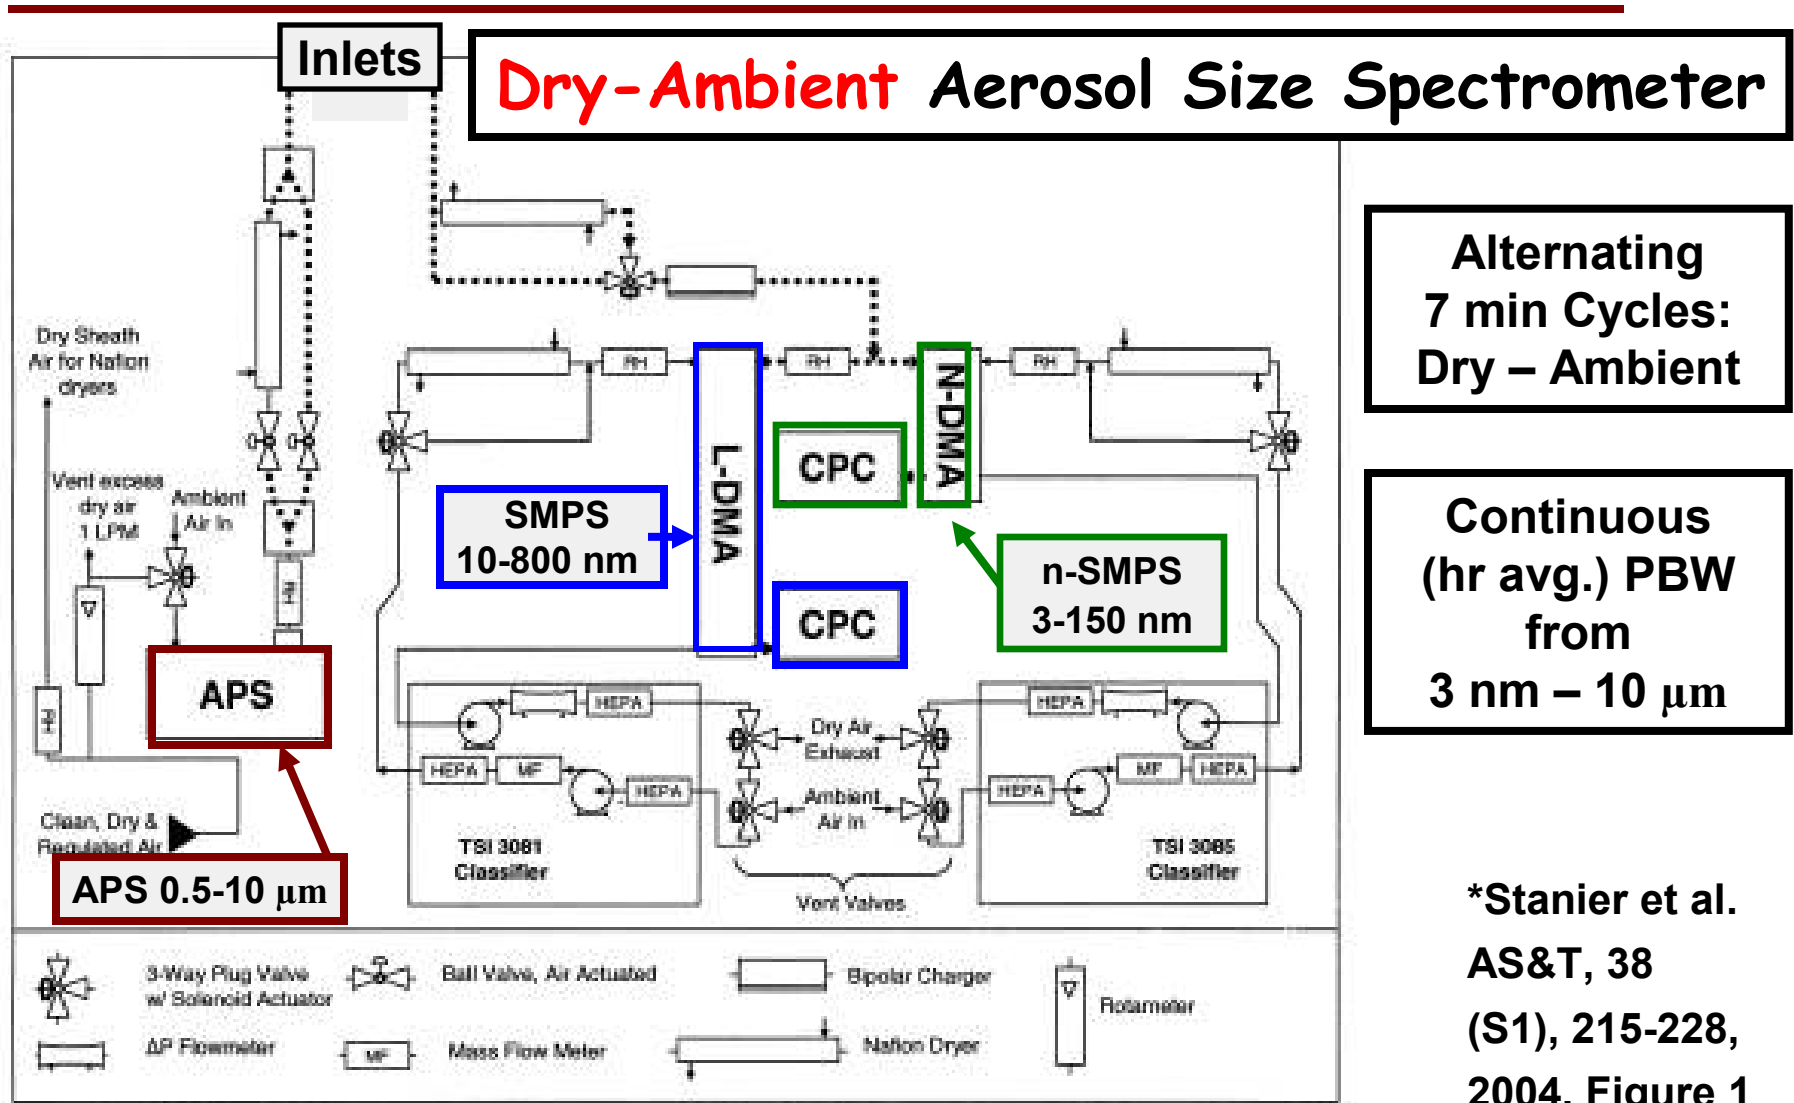 Inlets
Dry-Ambient Aerosol Size Spectrometer
Alternating
7 min Cycles:
Dry – Ambient
Continuous
(hr avg.) PBW
from
3 nm – 10 µm
*Stanier et al.
AS&T, 38
(S1), 215-228,
2004. Figure 1
Dry Sheath
Air for Nafion
dryers
Vent excess
dry air
1 LPM
Ambient
Air In
RH
RH
APS
APS 0.5-10 µm
Clean, Dry &
Regulated Air
RH
RH
RH
L-DMA
N-DMA
CPC
CPC
SMPS
10-800 nm
n-SMPS
3-150 nm
HEPA
HEPA
MF
HEPA
TSI 3081
Classifier
Dry Air
Exhaust
Ambient
Air In
Vent Valves
HEPA
HEPA
MF
HEPA
TSI 3085
Classifier
3-Way Plug Valve
w/ Solenoid Actuator
Ball Valve, Air Actuated
Bipolar Charger
Rotameter
ΔP Flowmeter
MF
Mass Flow Meter
Nafion Dryer